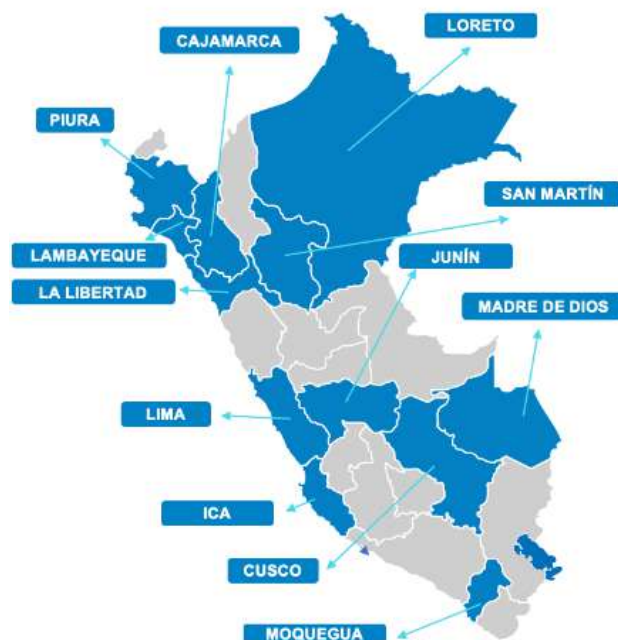 LORETO
CAJAMARCA
PIURA
SAN MARTÍN
LAMBAYEQUE
JUNÍN
LA LIBERTAD
MADRE DE DIOS
LIMA
ICA
CUSCO
MOQUEGUA